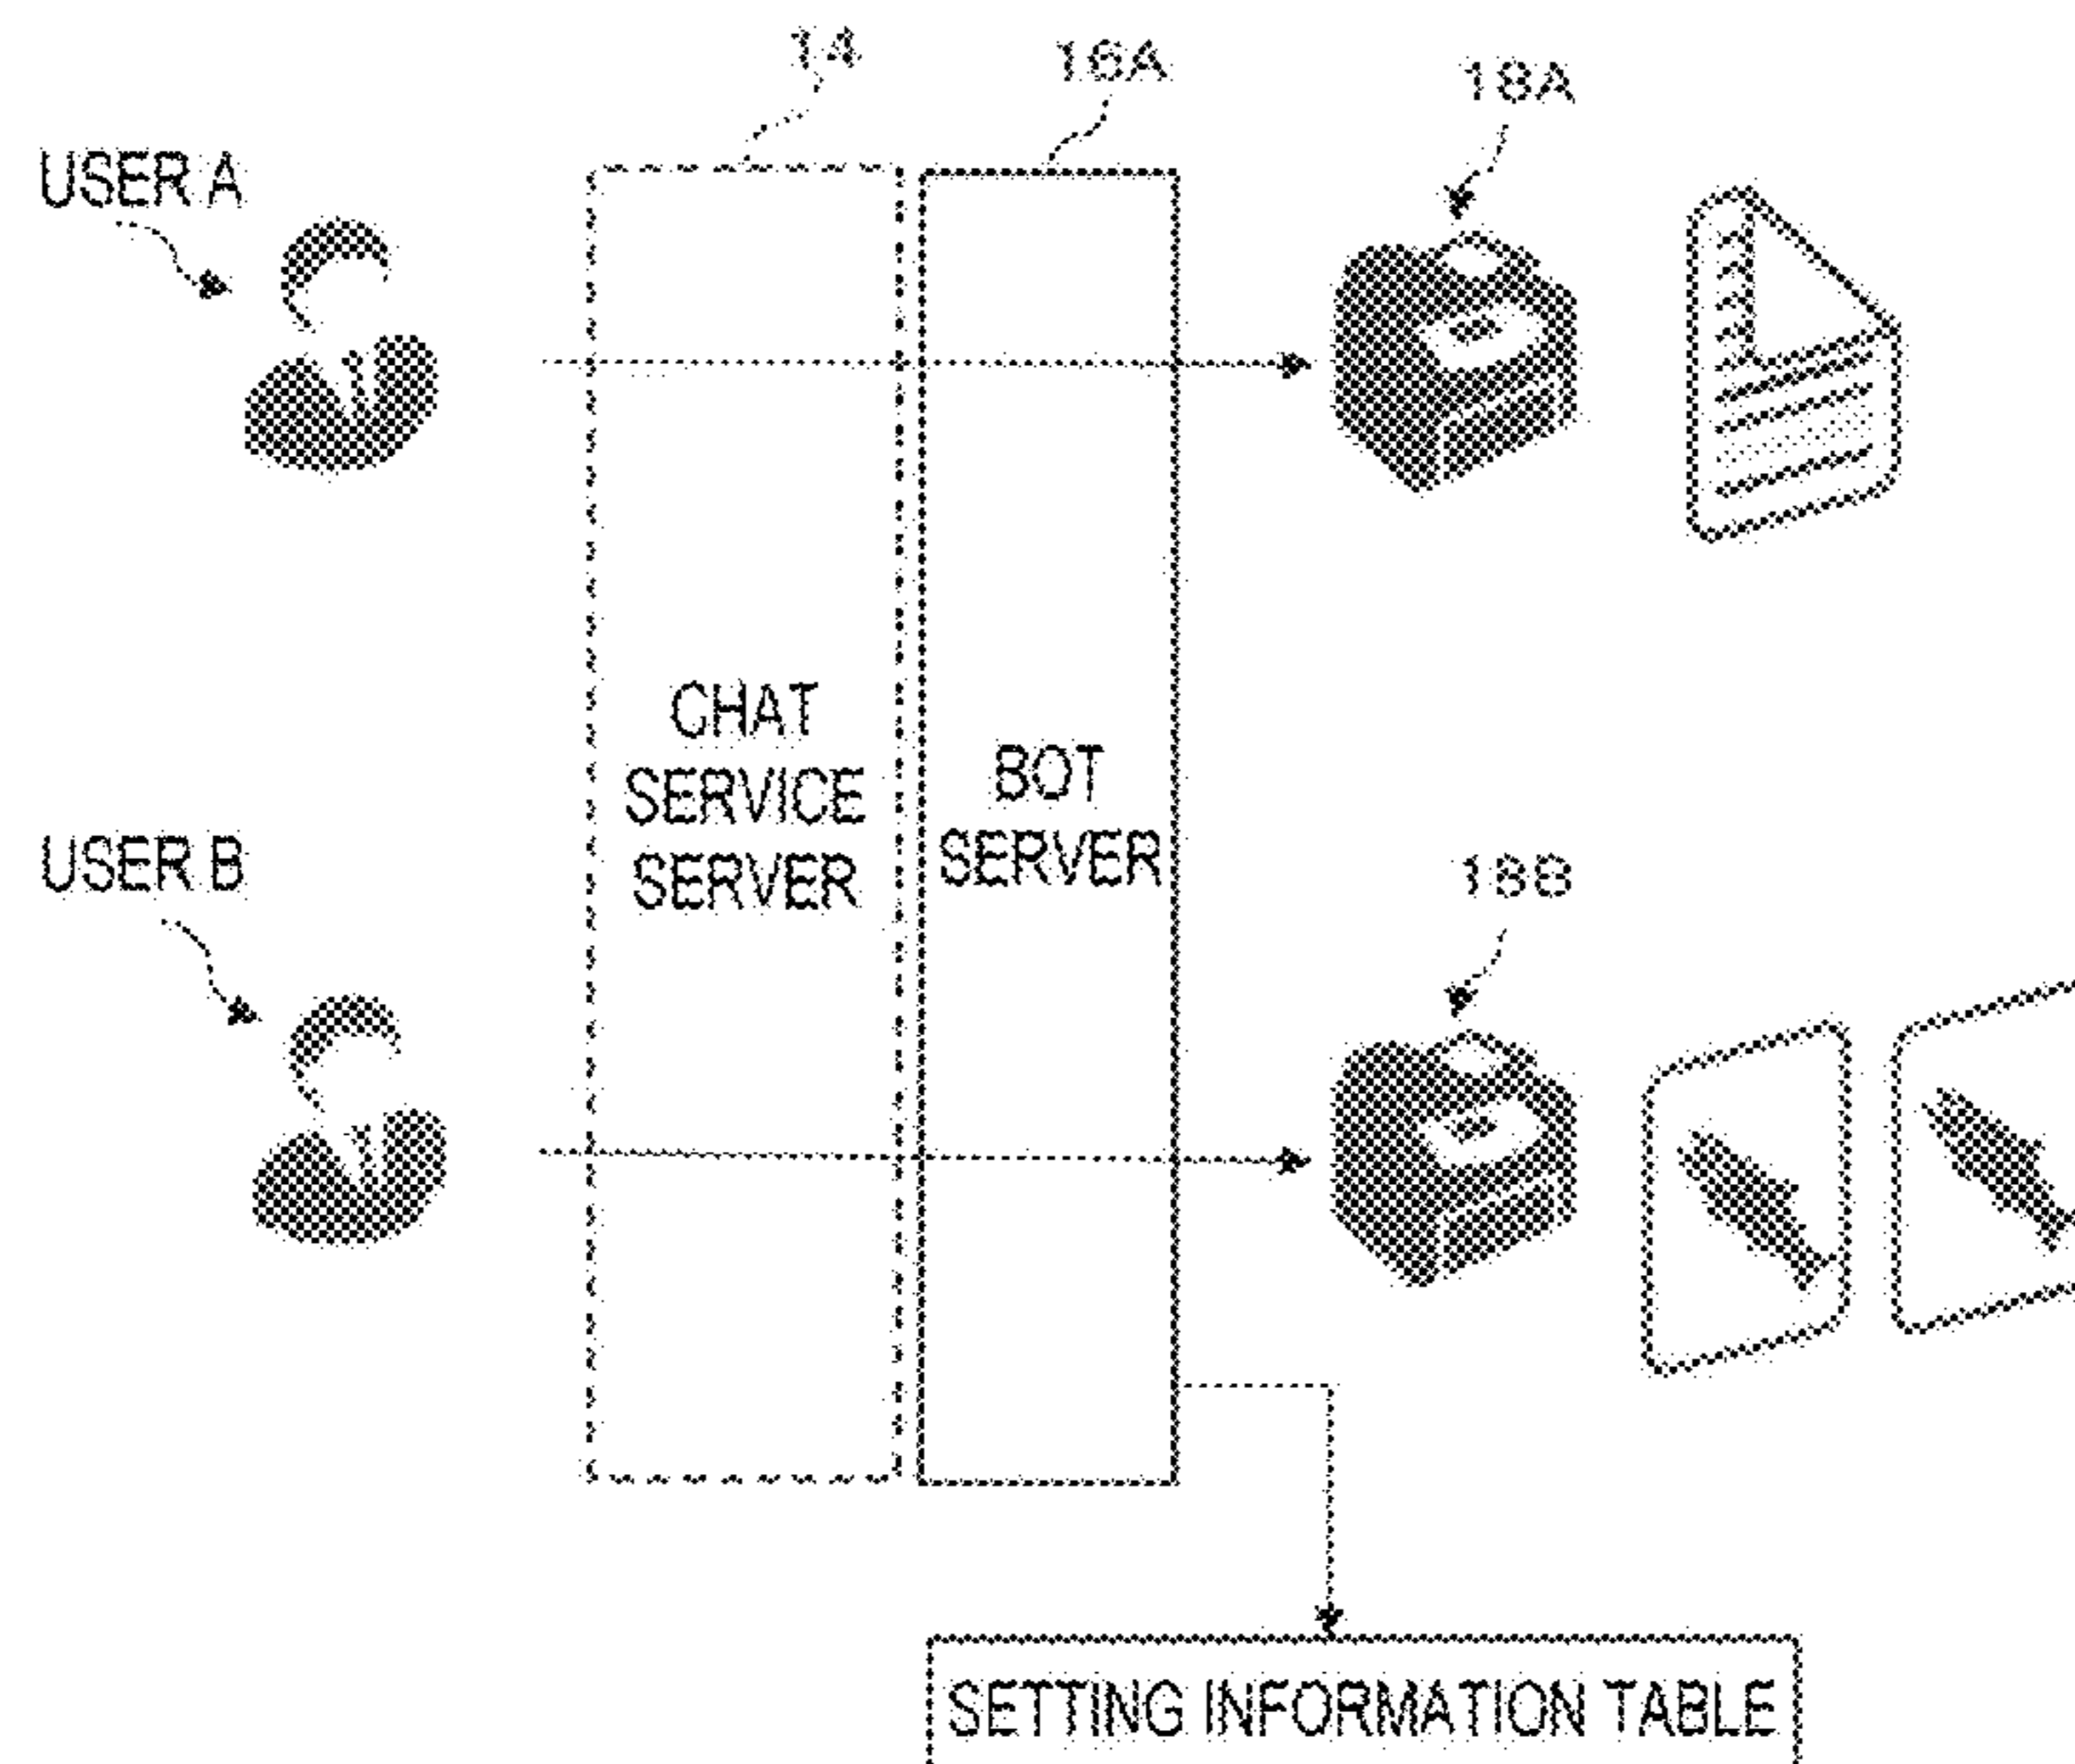 14
16A
18A
USER A
CHAT
SERVICE
SERVER
BOT
SERVER
USER B
18B
SETTING INFORMATION TABLE